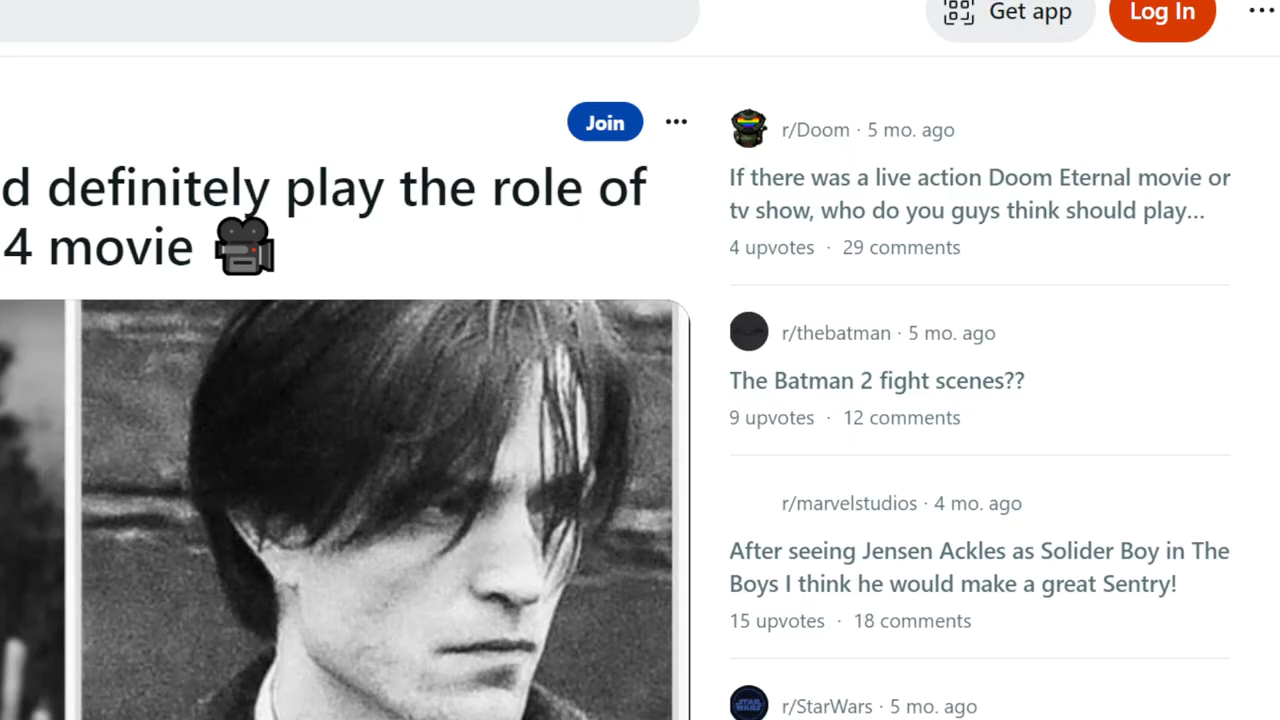 Get app
Log In
Join
r/Doom · 5 mo. ago
d definitely play the role of
4 movie
If there was a live action Doom Eternal movie or
tv show, who do you guys think should play...
4 upvotes · 29 comments
r/thebatman · 5 mo. ago
The Batman 2 fight scenes??
9 upvotes · 12 comments
r/marvelstudios · 4 mo. ago
After seeing Jensen Ackles as Solider Boy in The
Boys I think he would make a great Sentry!
15 upvotes · 18 comments
STAR
WARS
r/StarWars · 5 mo. ago